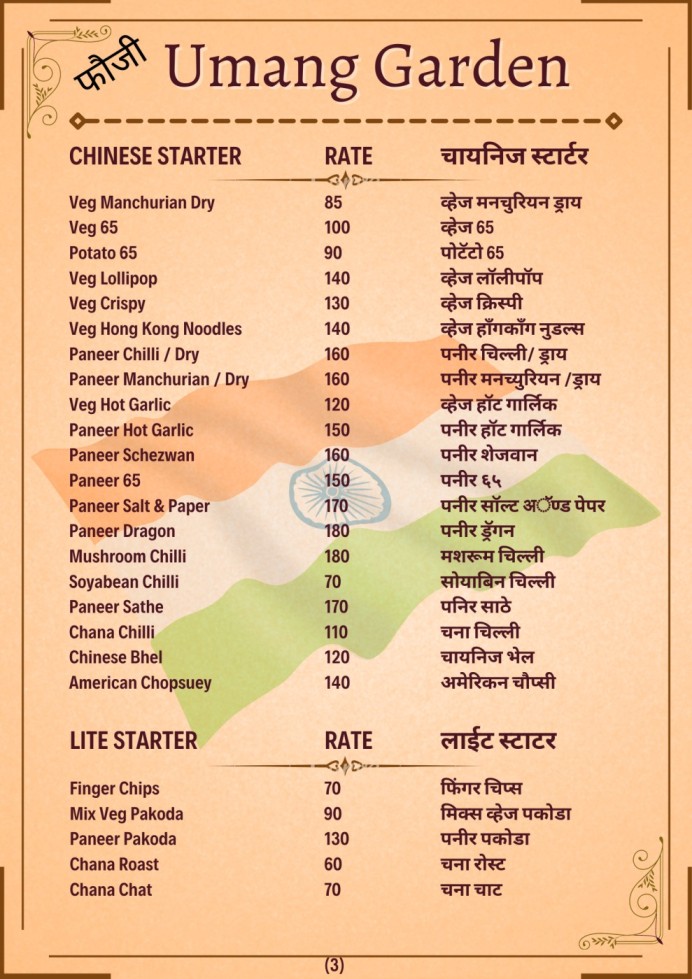 फौजी Umang Garden
CHINESE STARTER RATE चायनिज स्टार्टर
Veg Manchurian Dry 85 व्हेज मनचुरियन ड्राय
Veg 65 100 व्हेज 65
Potato 65 90 पोटॅटो 65
Veg Lollipop 140 व्हेज लॉलीपॉप
Veg Crispy 130 व्हेज क्रिस्पी
Veg Hong Kong Noodles 140 व्हेज हाँगकाँग नुडल्स
Paneer Chilli / Dry 160 पनीर चिल्ली/ ड्राय
Paneer Manchurian / Dry 160 पनीर मनच्युरियन /ड्राय
Veg Hot Garlic 120 व्हेज हॉट गार्लिक
Paneer Hot Garlic 150 पनीर हॉट गार्लिक
Paneer Schezwan 160 पनीर शेजवान
Paneer 65 150 पनीर ६५
Paneer Salt & Paper 170 पनीर सॉल्ट अॅण्ड पेपर
Paneer Dragon 180 पनीर ड्रॅगन
Mushroom Chilli 180 मशरूम चिल्ली
Soyabean Chilli 70 सोयाबिन चिल्ली
Paneer Sathe 170 पनिर साठे
Chana Chilli 110 चना चिल्ली
Chinese Bhel 120 चायनिज भेल
American Chopsuey 140 अमेरिकन चौप्सी
LITE STARTER RATE लाईट स्टाटर
Finger Chips 70 फिंगर चिप्स
Mix Veg Pakoda 90 मिक्स व्हेज पकोडा
Paneer Pakoda 130 पनीर पकोडा
Chana Roast 60 चना रोस्ट
Chana Chat 70 चना चाट
(3)